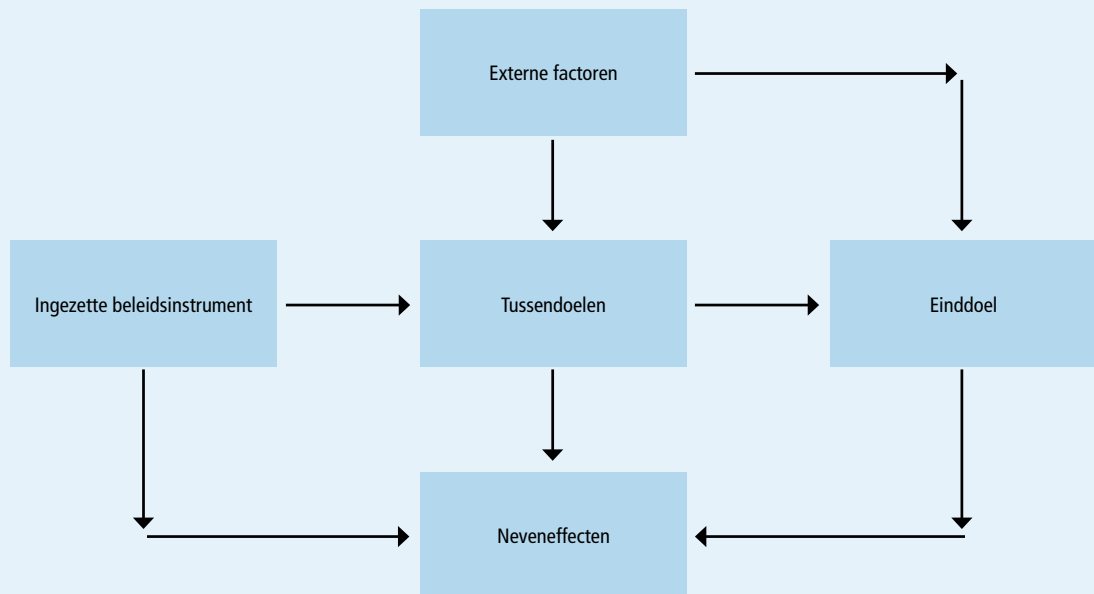 Externe factoren
Ingezette beleidsinstrument
Tussendoelen
Einddoel
Neveneffecten